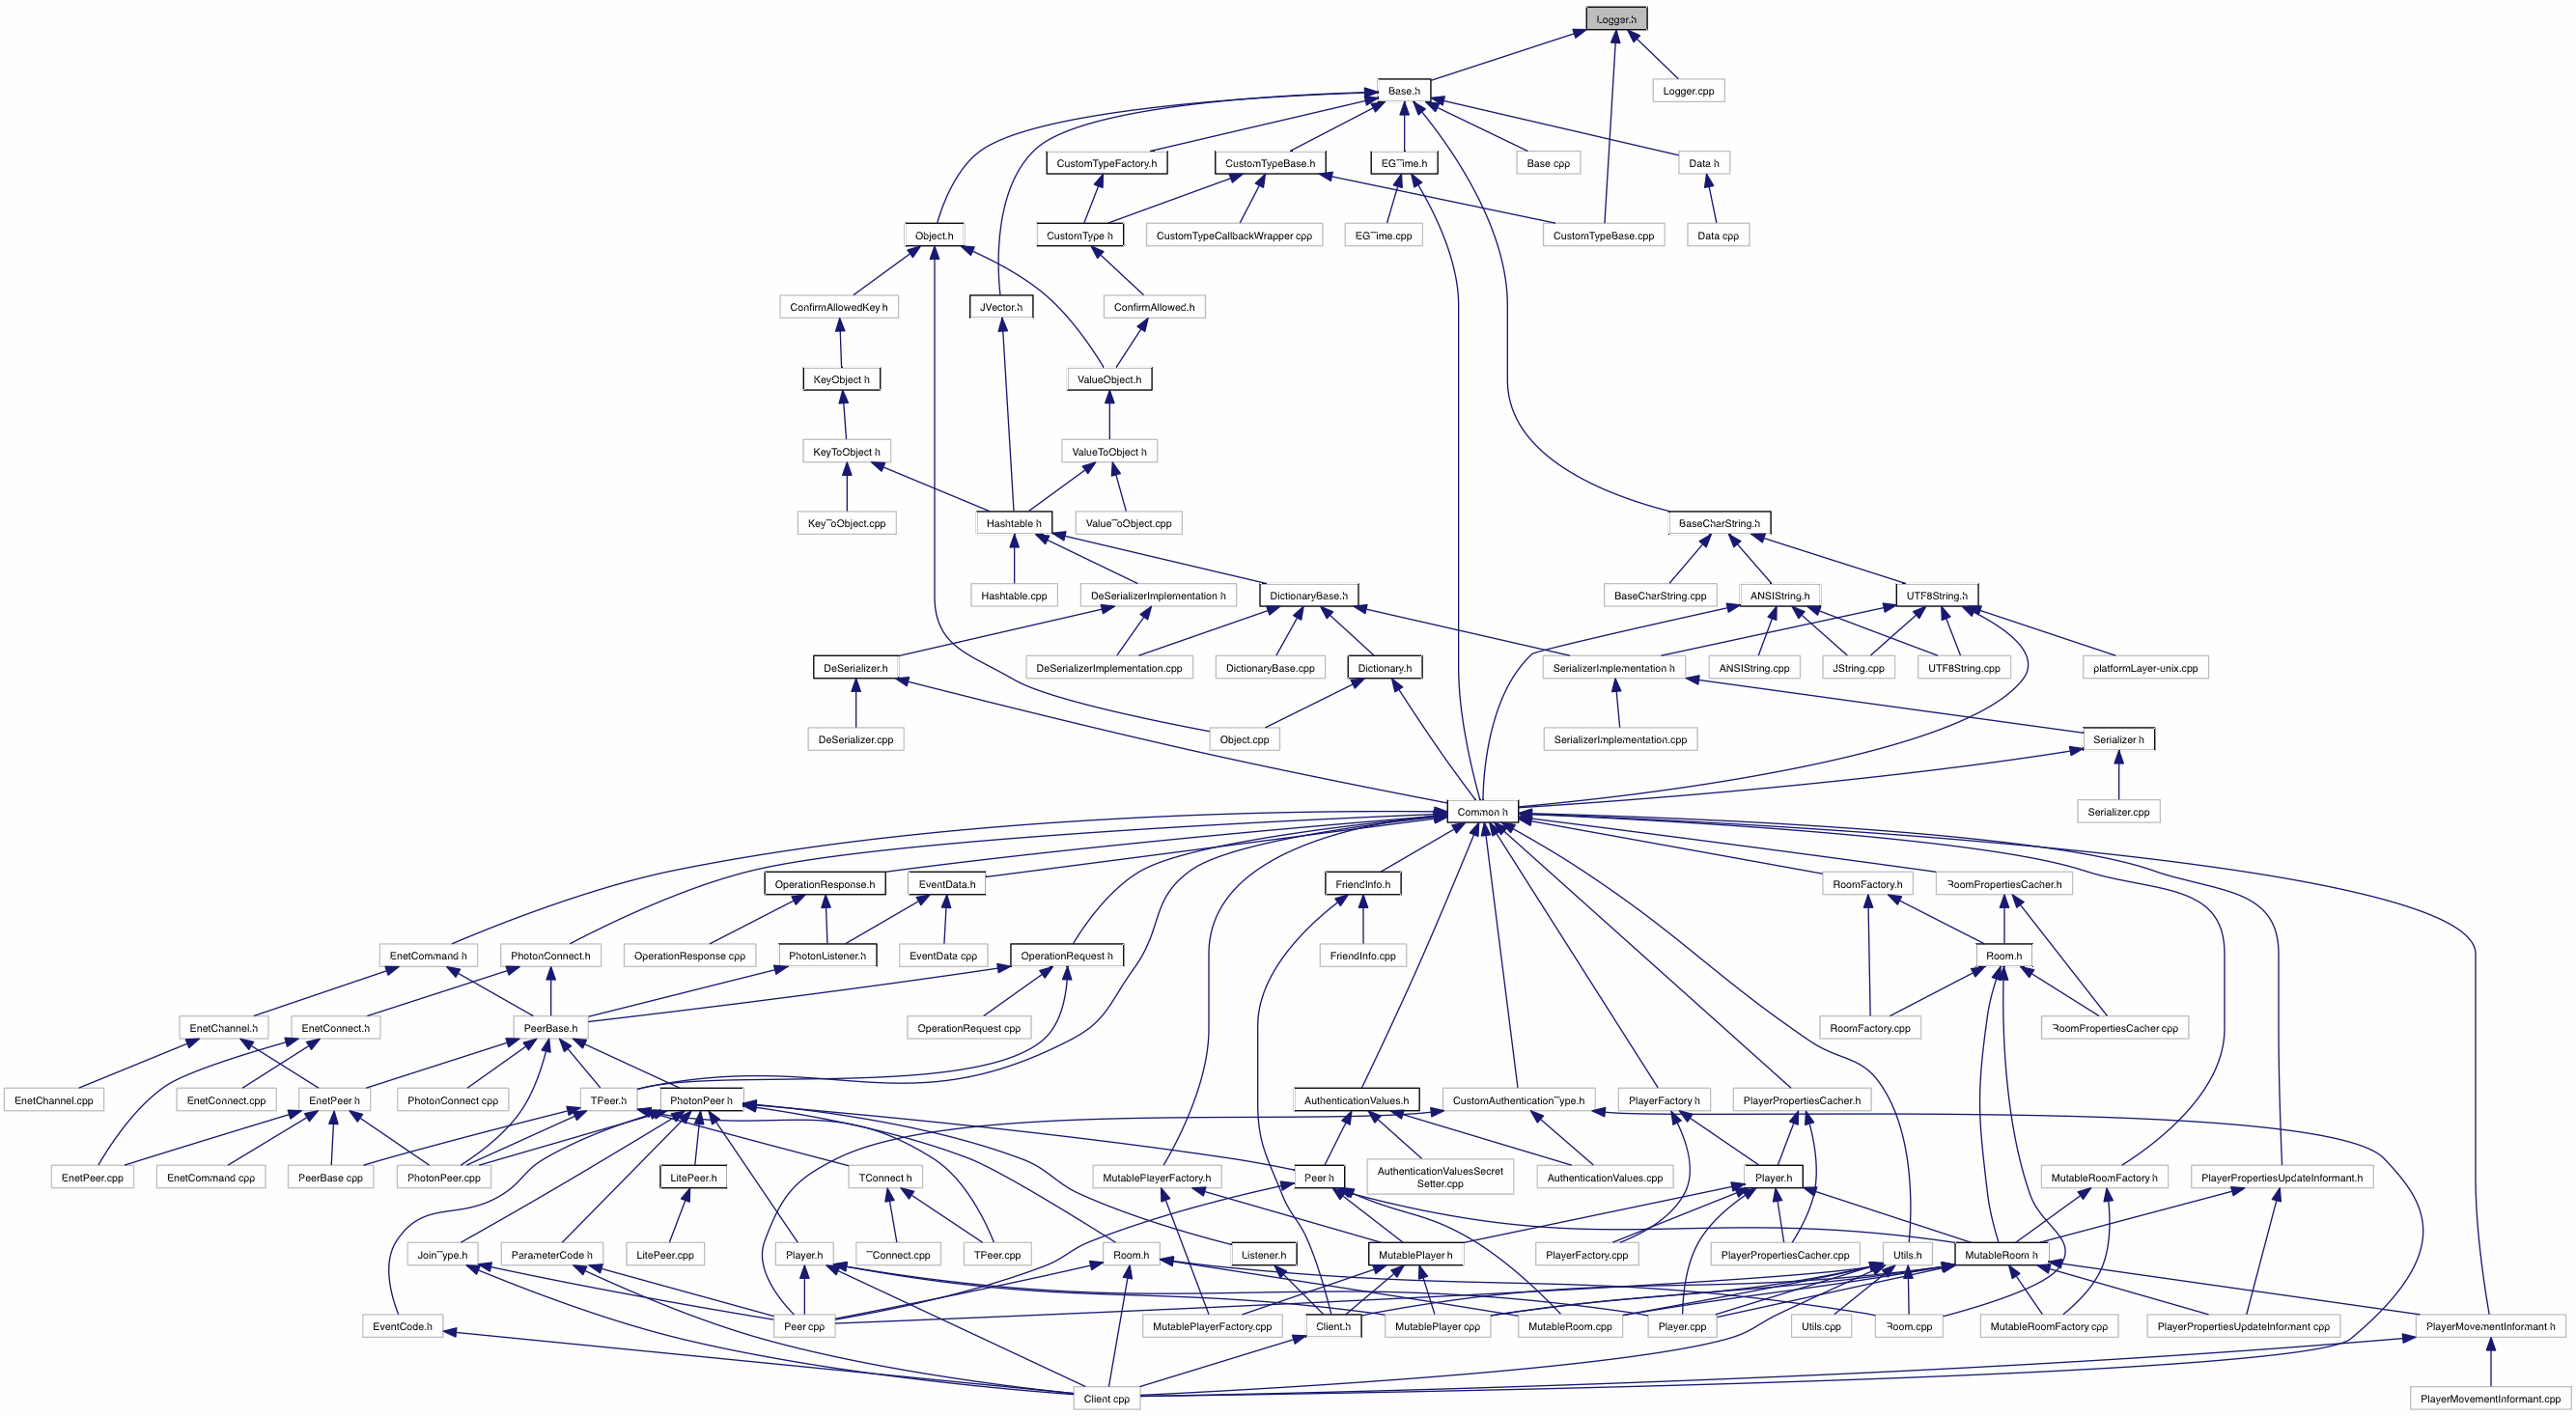 Logger.h
Base.h
Logger.cpp
CustomTypeFactory.h
CustomTypeBase.h
EGTime.h
Base.cpp
Data.h
Object.h
CustomType.h
CustomTypeCallbackWrapper.cpp
EGTime.cpp
CustomTypeBase.cpp
Data.cpp
ConfirmAllowedKey.h
JVector.h
ConfirmAllowed.h
KeyObject.h
ValueObject.h
KeyToObject.h
ValueToObject.h
KeyToObject.cpp
Hashtable.h
ValueToObject.cpp
BaseCharString.h
Hashtable.cpp
DeSerializerImplementation.h
DictionaryBase.h
BaseCharString.cpp
ANSIString.h
UTF8String.h
DeSerializer.h
DeSerializerImplementation.cpp
DictionaryBase.cpp
Dictionary.h
SerializerImplementation.h
ANSIString.cpp
JString.cpp
UTF8String.cpp
platformLayer-unix.cpp
DeSerializer.cpp
Object.cpp
SerializerImplementation.cpp
Serializer.h
Common.h
Serializer.cpp
OperationResponse.h
EventData.h
FriendInfo.h
RoomFactory.h
RoomPropertiesCacher.h
EnetCommand.h
PhotonConnect.h
OperationResponse.cpp
PhotonListener.h
EventData.cpp
OperationRequest.h
FriendInfo.cpp
Room.h
EnetChannel.h
EnetConnect.h
PeerBase.h
OperationRequest.cpp
RoomFactory.cpp
RoomPropertiesCacher.cpp
EnetChannel.cpp
EnetConnect.cpp
EnetPeer.h
PhotonConnect.cpp
TPeer.h
PhotonPeer.h
AuthenticationValues.h
CustomAuthenticationType.h
PlayerFactory.h
PlayerPropertiesCacher.h
EnetPeer.cpp
EnetCommand.cpp
PeerBase.cpp
PhotonPeer.cpp
LitePeer.h
TConnect.h
MutablePlayerFactory.h
Peer.h
AuthenticationValuesSecret
Setter.cpp
AuthenticationValues.cpp
Player.h
MutableRoomFactory.h
PlayerPropertiesUpdateInformant.h
JoinType.h
ParameterCode.h
LitePeer.cpp
Player.h
TConnect.cpp
TPeer.cpp
Room.h
Listener.h
MutablePlayer.h
PlayerFactory.cpp
PlayerPropertiesCacher.cpp
Utils.h
MutableRoom.h
EventCode.h
Peer.cpp
MutablePlayerFactory.cpp
Client.h
MutablePlayer.cpp
MutableRoom.cpp
Player.cpp
Utils.cpp
Room.cpp
MutableRoomFactory.cpp
PlayerPropertiesUpdateInformant.cpp
PlayerMovementInformant.h
Client.cpp
PlayerMovementInformant.cpp